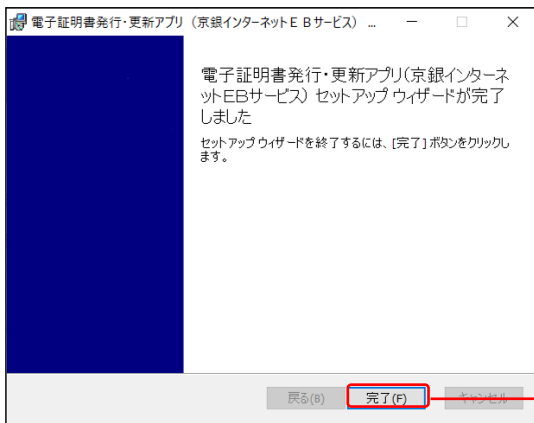 電子証明書発行・更新アプリ（京銀インターネットＥＢサービス） ...
電子証明書発行・更新アプリ(京銀インターネ
ットEBサービス) セットアップ ウィザードが完了
しました
セットアップ ウィザードを終了するには、[完了] ボタンをクリックし
ます。
戻る(B) 完了(F) キャンセル